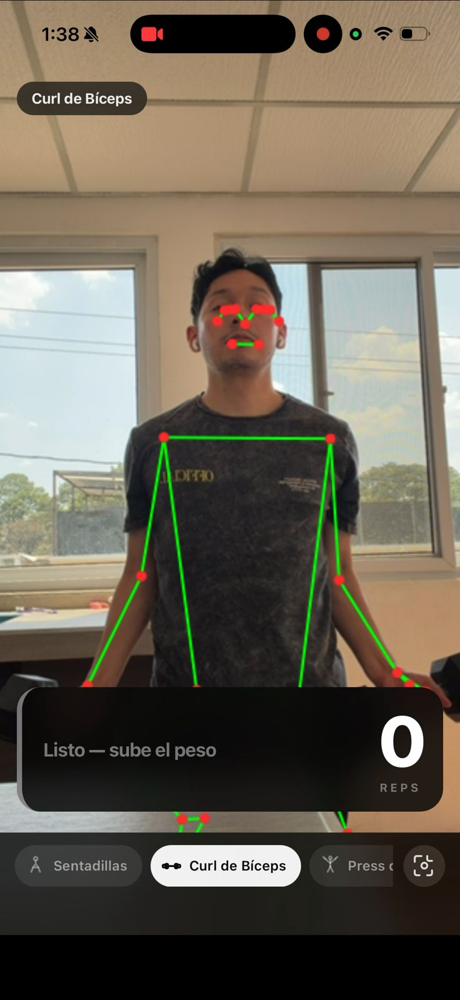 1:38
Curl de Bíceps
OFFICIAL
Listo — sube el peso
0
REPS
Sentadillas
Curl de Bíceps
Press d